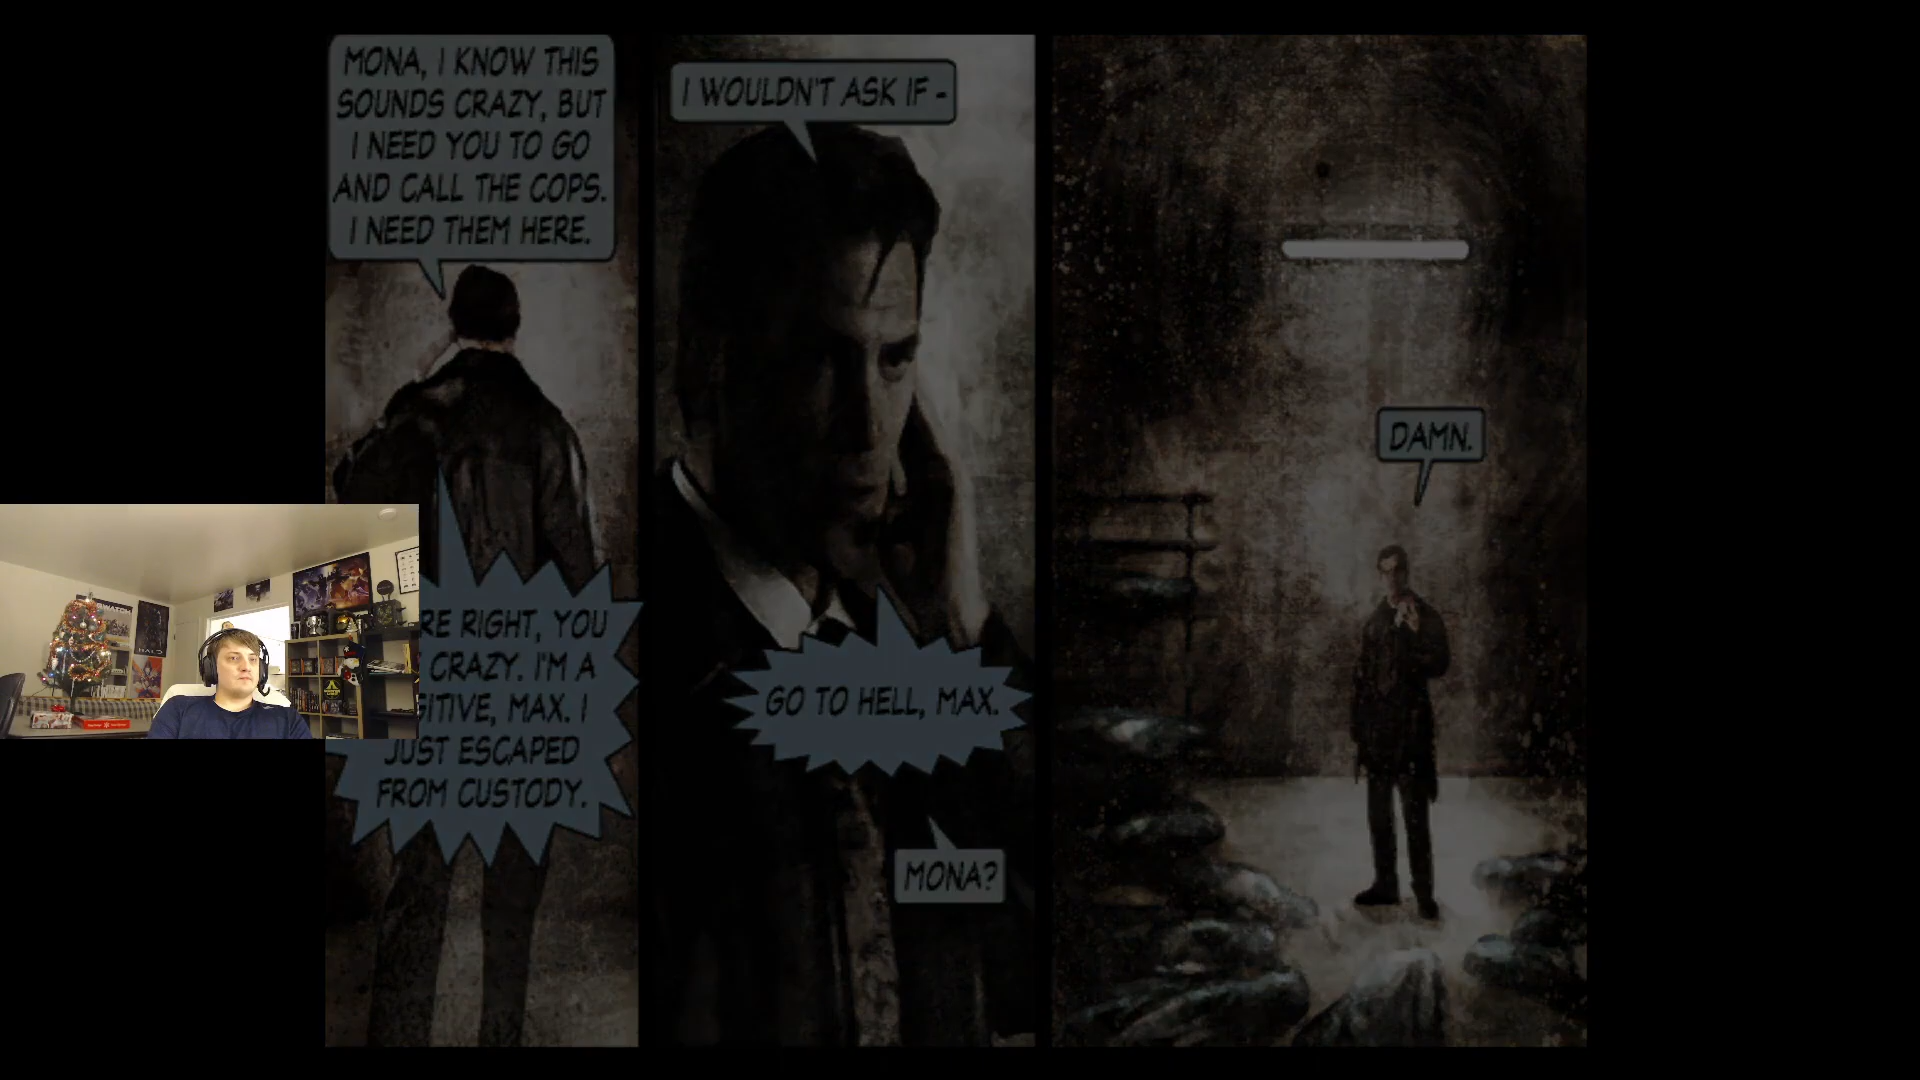 MONA, I KNOW THIS
SOUNDS CRAZY, BUT
I NEED YOU TO GO
AND CALL THE COPS.
I NEED THEM HERE.
RE RIGHT, YOU
CRAZY. I'M A
GITIVE, MAX. I
JUST ESCAPED
FROM CUSTODY.
I WOULDN'T ASK IF -
GO TO HELL, MAX.
MONA?
DAMN.
HALO